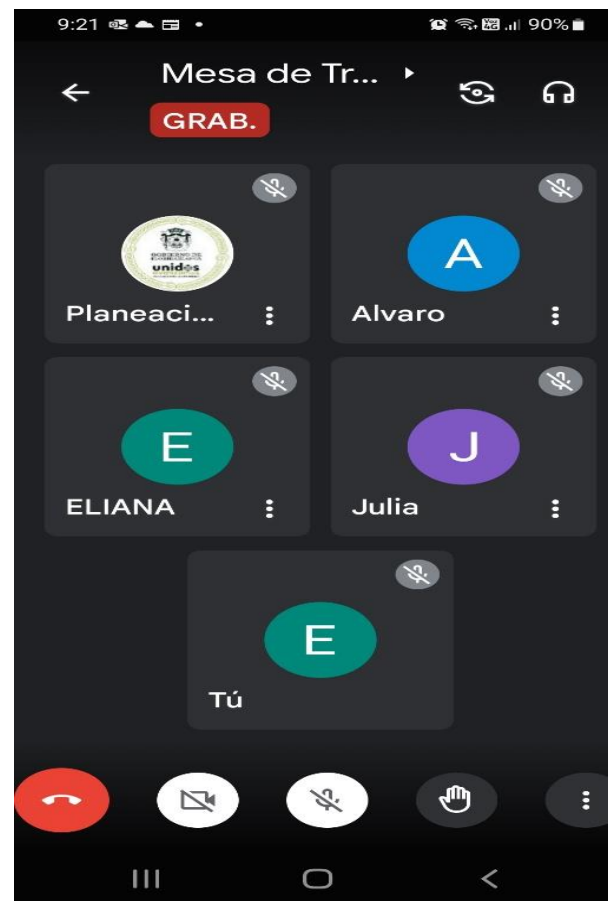 9:21
90%
Mesa de Tr...
GRAB.
unidos
Planeaci...
A
Alvaro
E
ELIANA
J
Julia
E
Tú